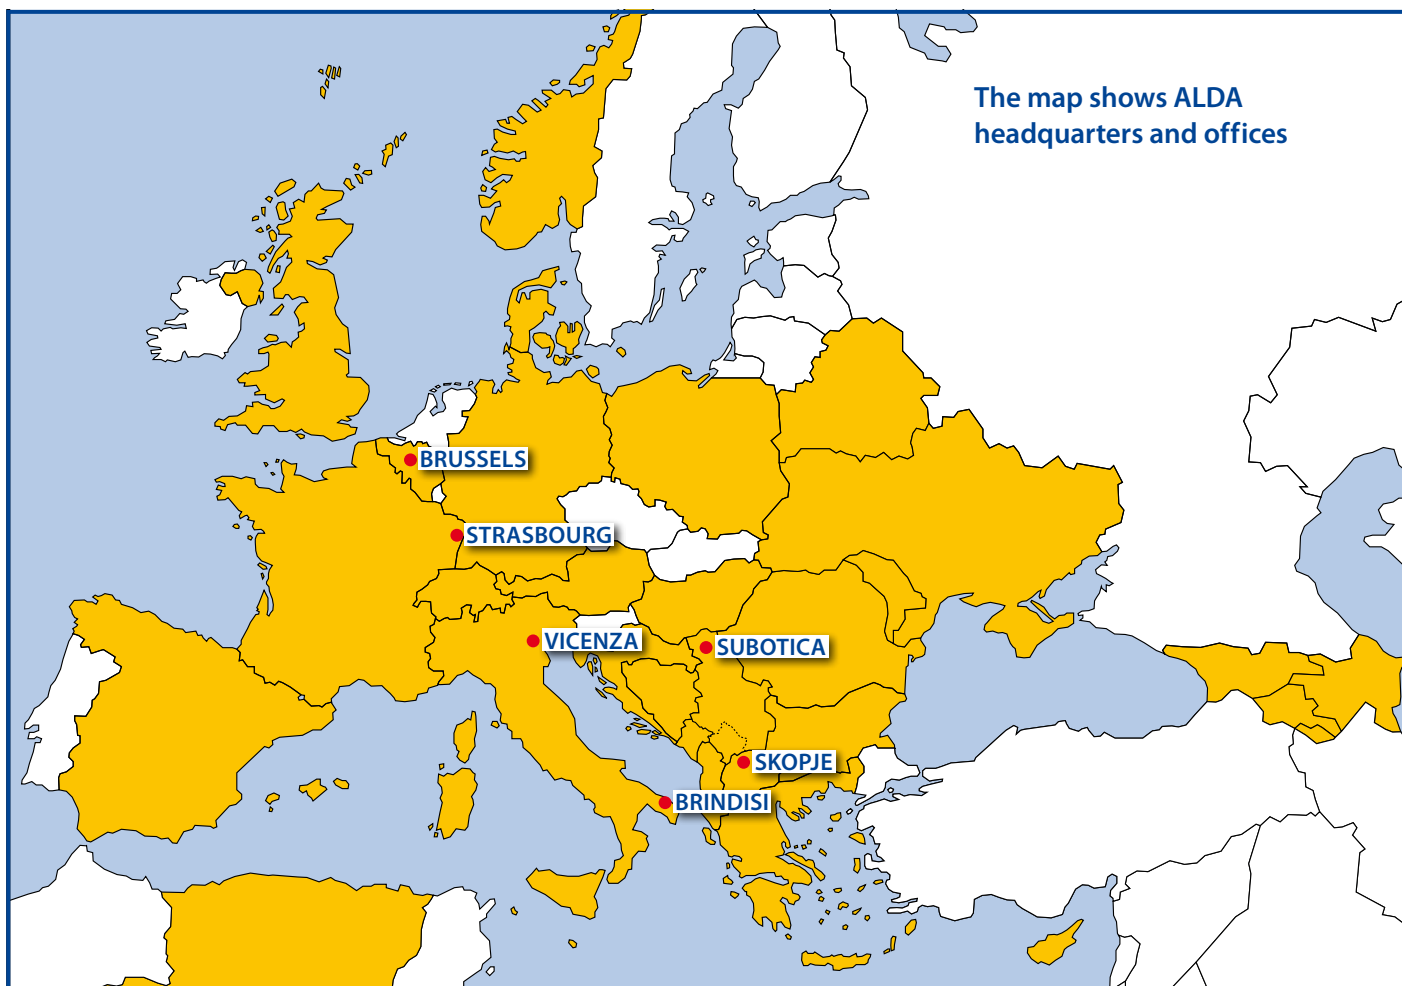 The map shows ALDA
headquarters and offices
BRUSSELS
STRASBOURG
VICENZA
SUBOTICA
SKOPJE
BRINDISI